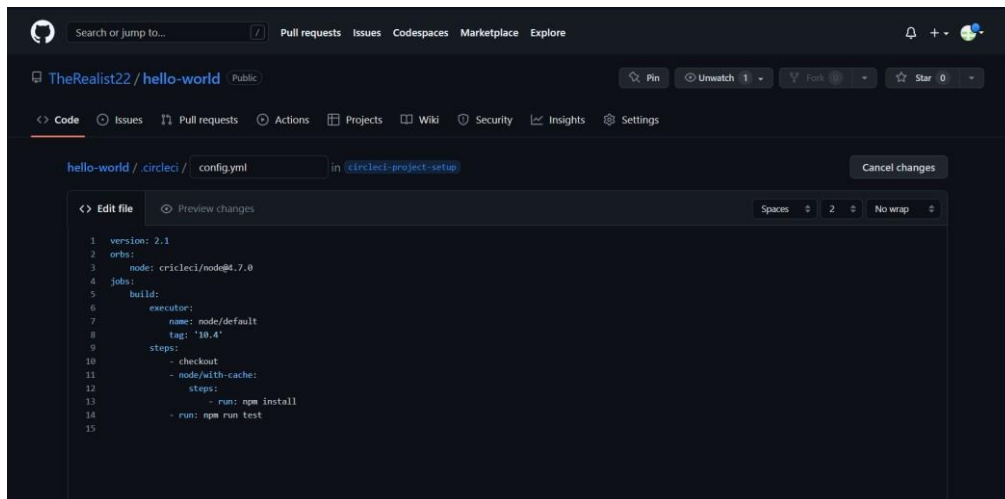 Search or jump to... / Pull requests Issues Codespaces Marketplace Explore
TheRealist22 / hello-world Public Pin Unwatch 1 Fork 0 Star 0
Code Issues Pull requests Actions Projects Wiki Security Insights Settings
hello-world / .circleci / config.yml in circleci-project-setup Cancel changes
<> Edit file Preview changes Spaces 2 No wrap
1 version: 2.1
2 orbs:
3 node: cricleci/node@4.7.0
4 jobs:
5 build:
6 executor:
7 name: node/default
8 tag: '10.4'
9 steps:
10 - checkout
11 - node/with-cache:
12 steps:
13 - run: npm install
14 - run: npm run test
15